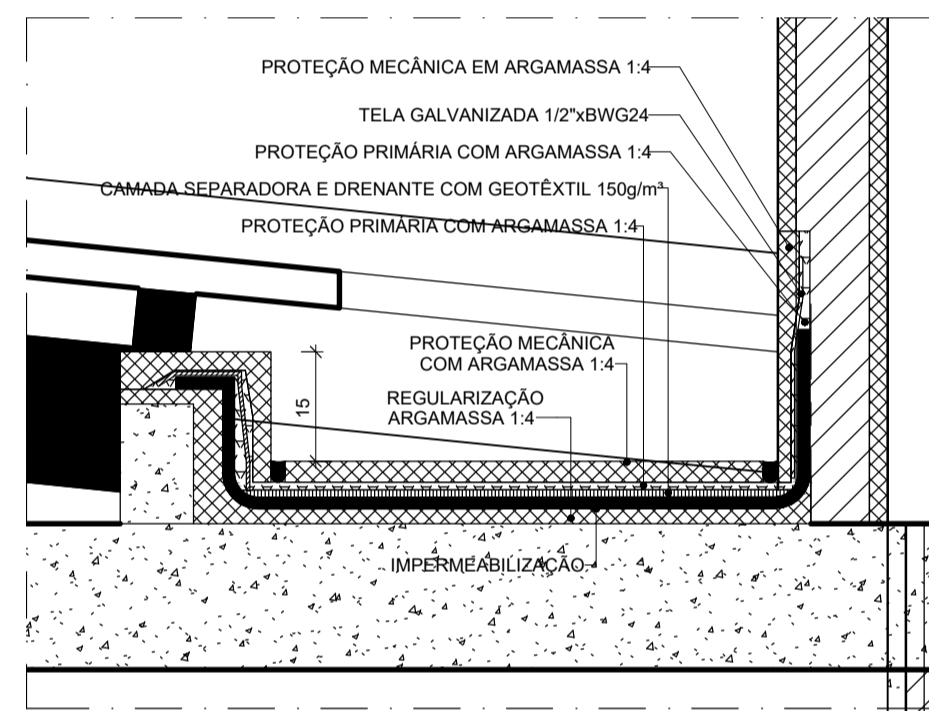 PROTEÇÃO MECÂNICA EM ARGAMASSA 1:4
TELA GALVANIZADA 1/2"xBWG24
PROTEÇÃO PRIMÁRIA COM ARGAMASSA 1:4
CAMADA SEPARADORA E DRENANTE COM GEOTÊXTIL 150g/m³
PROTEÇÃO PRIMÁRIA COM ARGAMASSA 1:4
PROTEÇÃO MECÂNICA
COM ARGAMASSA 1:4
REGULARIZAÇÃO
ARGAMASSA 1:4
15
IMPERMEABILIZAÇÃO